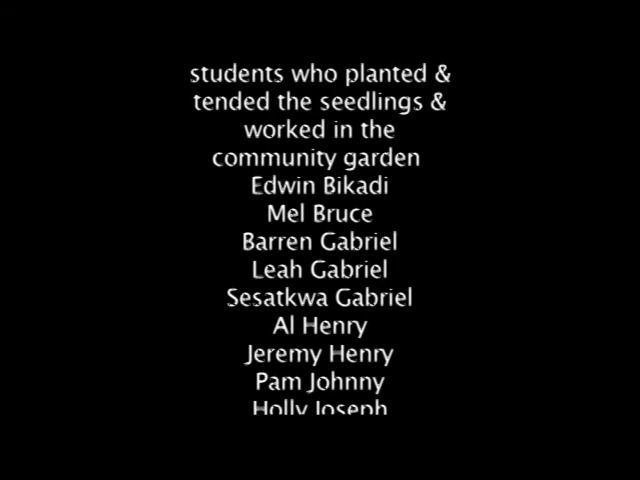 students who planted &
tended the seedlings &
worked in the
community garden
Edwin Bikadi
Mel Bruce
Barren Gabriel
Leah Gabriel
Sesatkwa Gabriel
Al Henry
Jeremy Henry
Pam Johnny
Holly Joseph